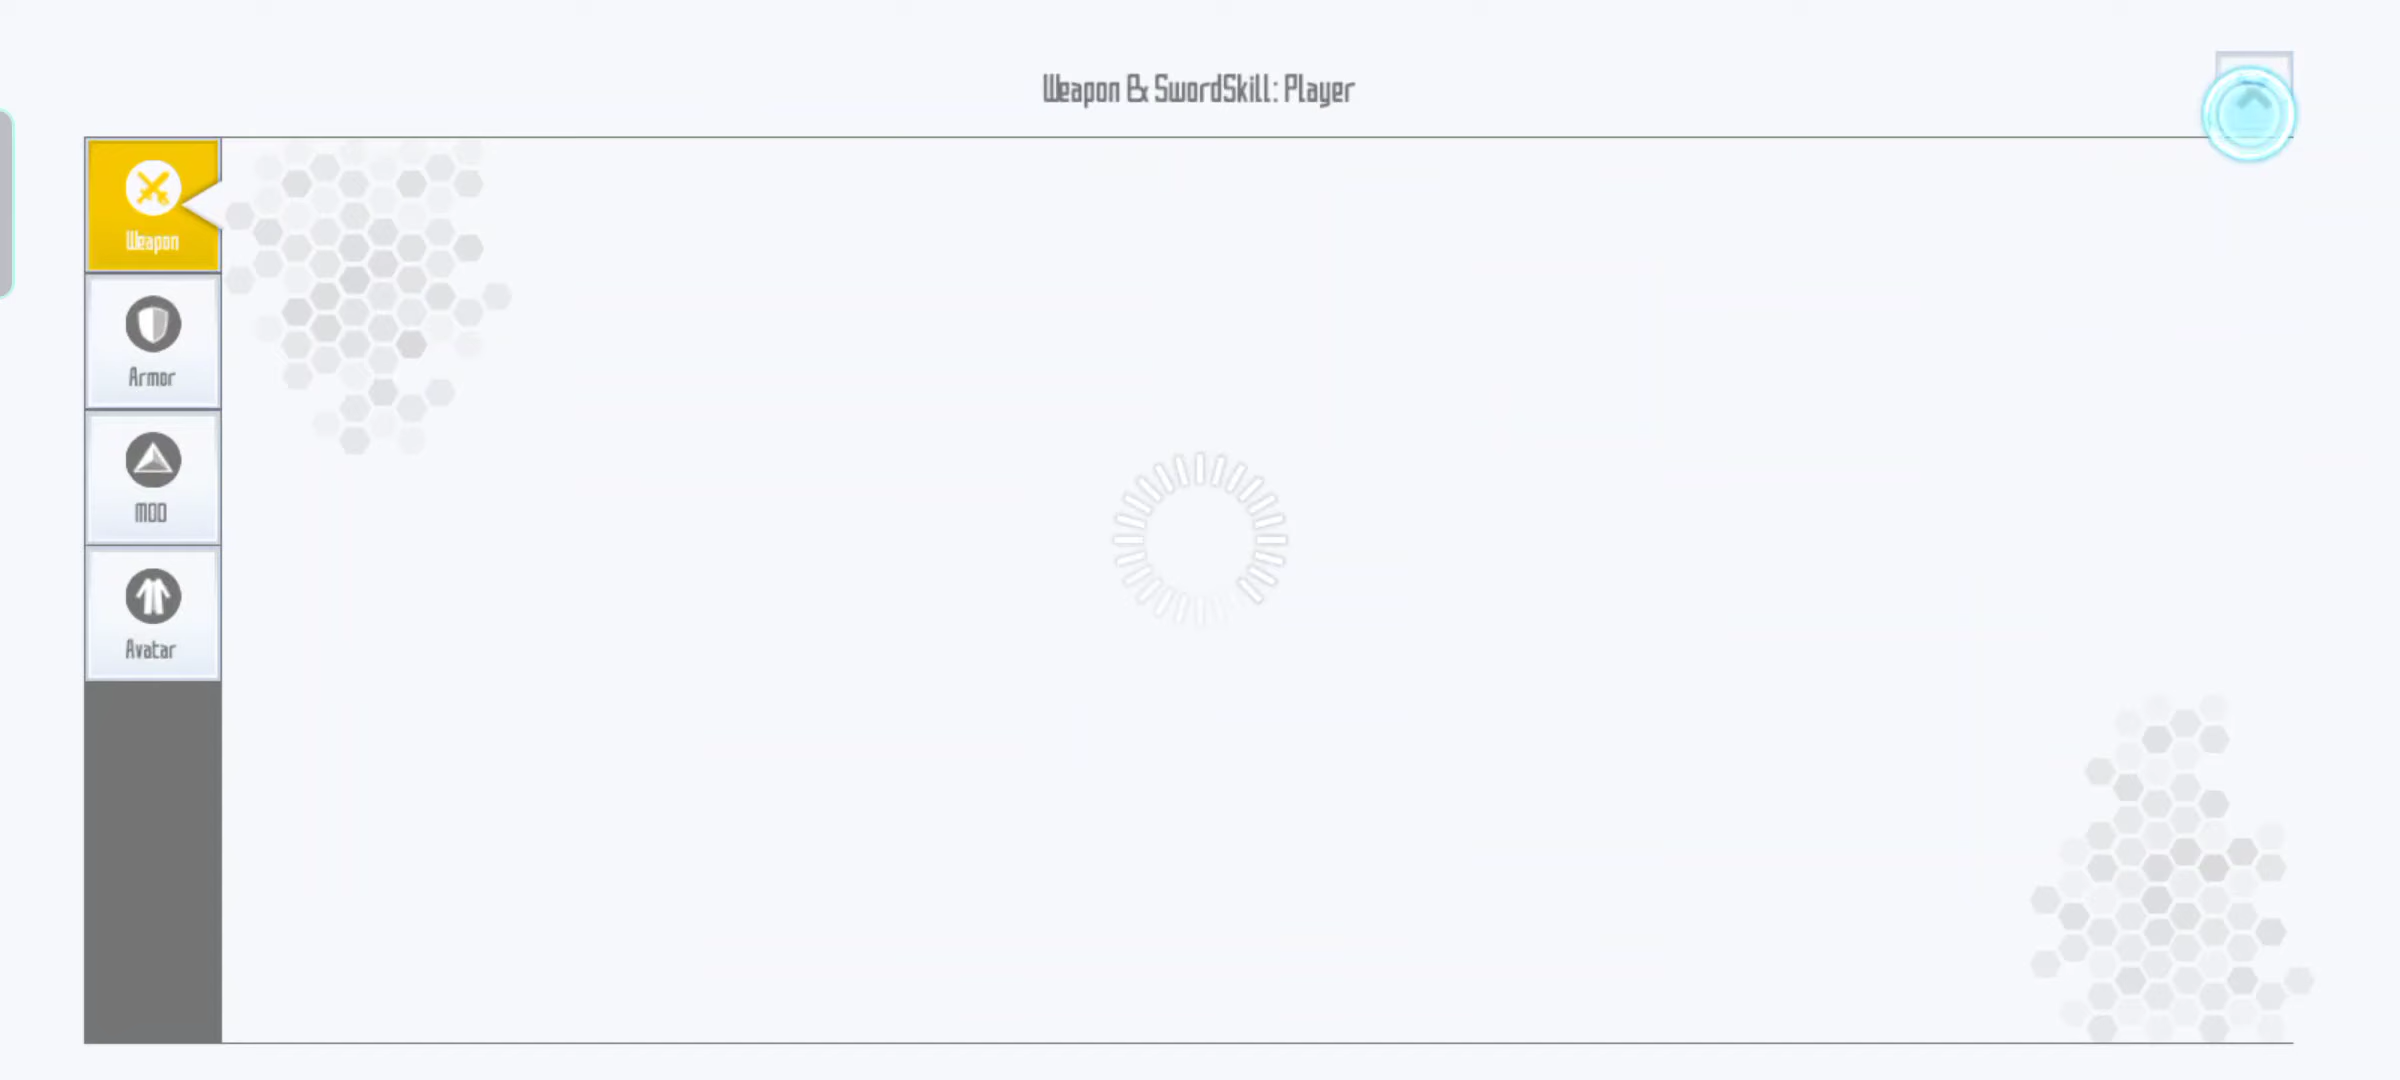 Weapon & SwordSkill: Player
Weapon
Armor
MOD
Avatar